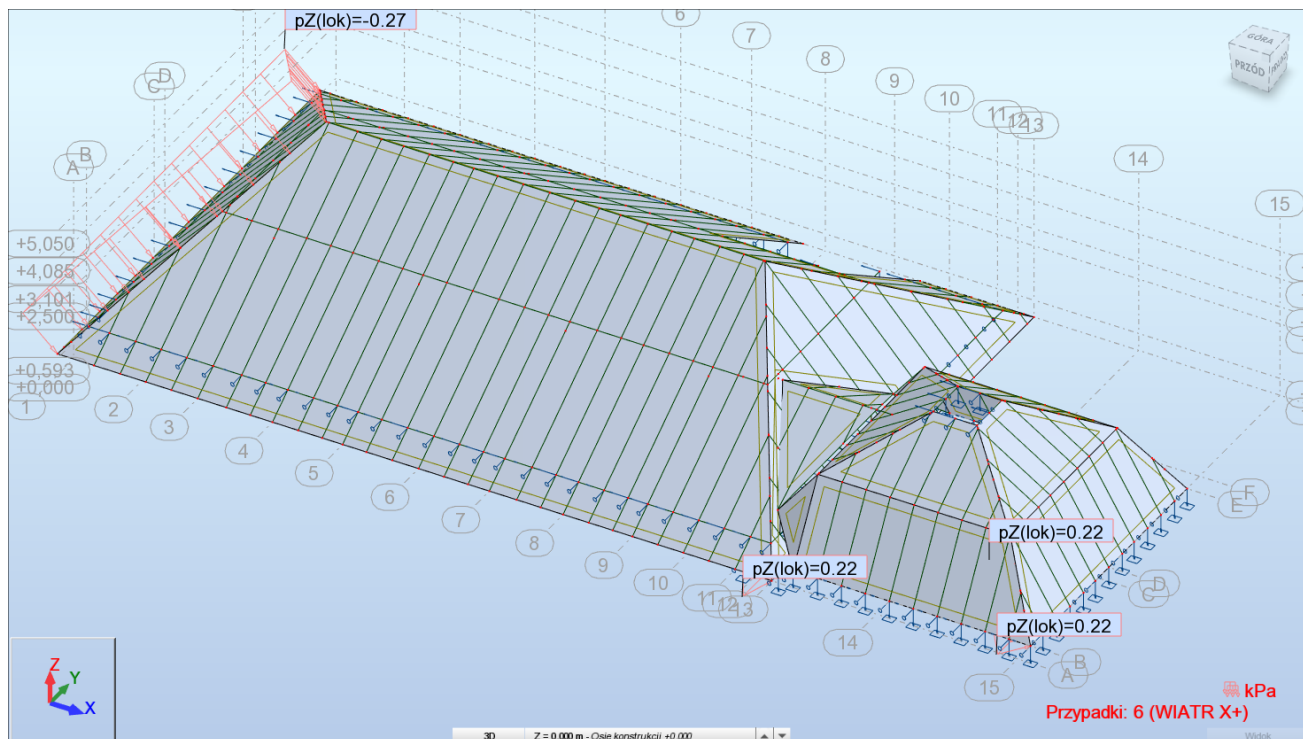 pZ(lok)=-0.27
6
7
8
9
10
11
12
13
14
15
GÓRA
PRZÓD
D
C
B
A
+5,050
+4,085
+3,101
+2,500
+0,593
+0,000
1
2
3
4
5
6
7
8
9
10
11
12
13
14
15
F
E
D
C
B
A
pZ(lok)=0.22
pZ(lok)=0.22
pZ(lok)=0.22
Z
Y
X
kPa
Przypadki: 6 (WIATR X+)
3D Z = 0,000 m - Osie konstrukcji +0,000
Widok